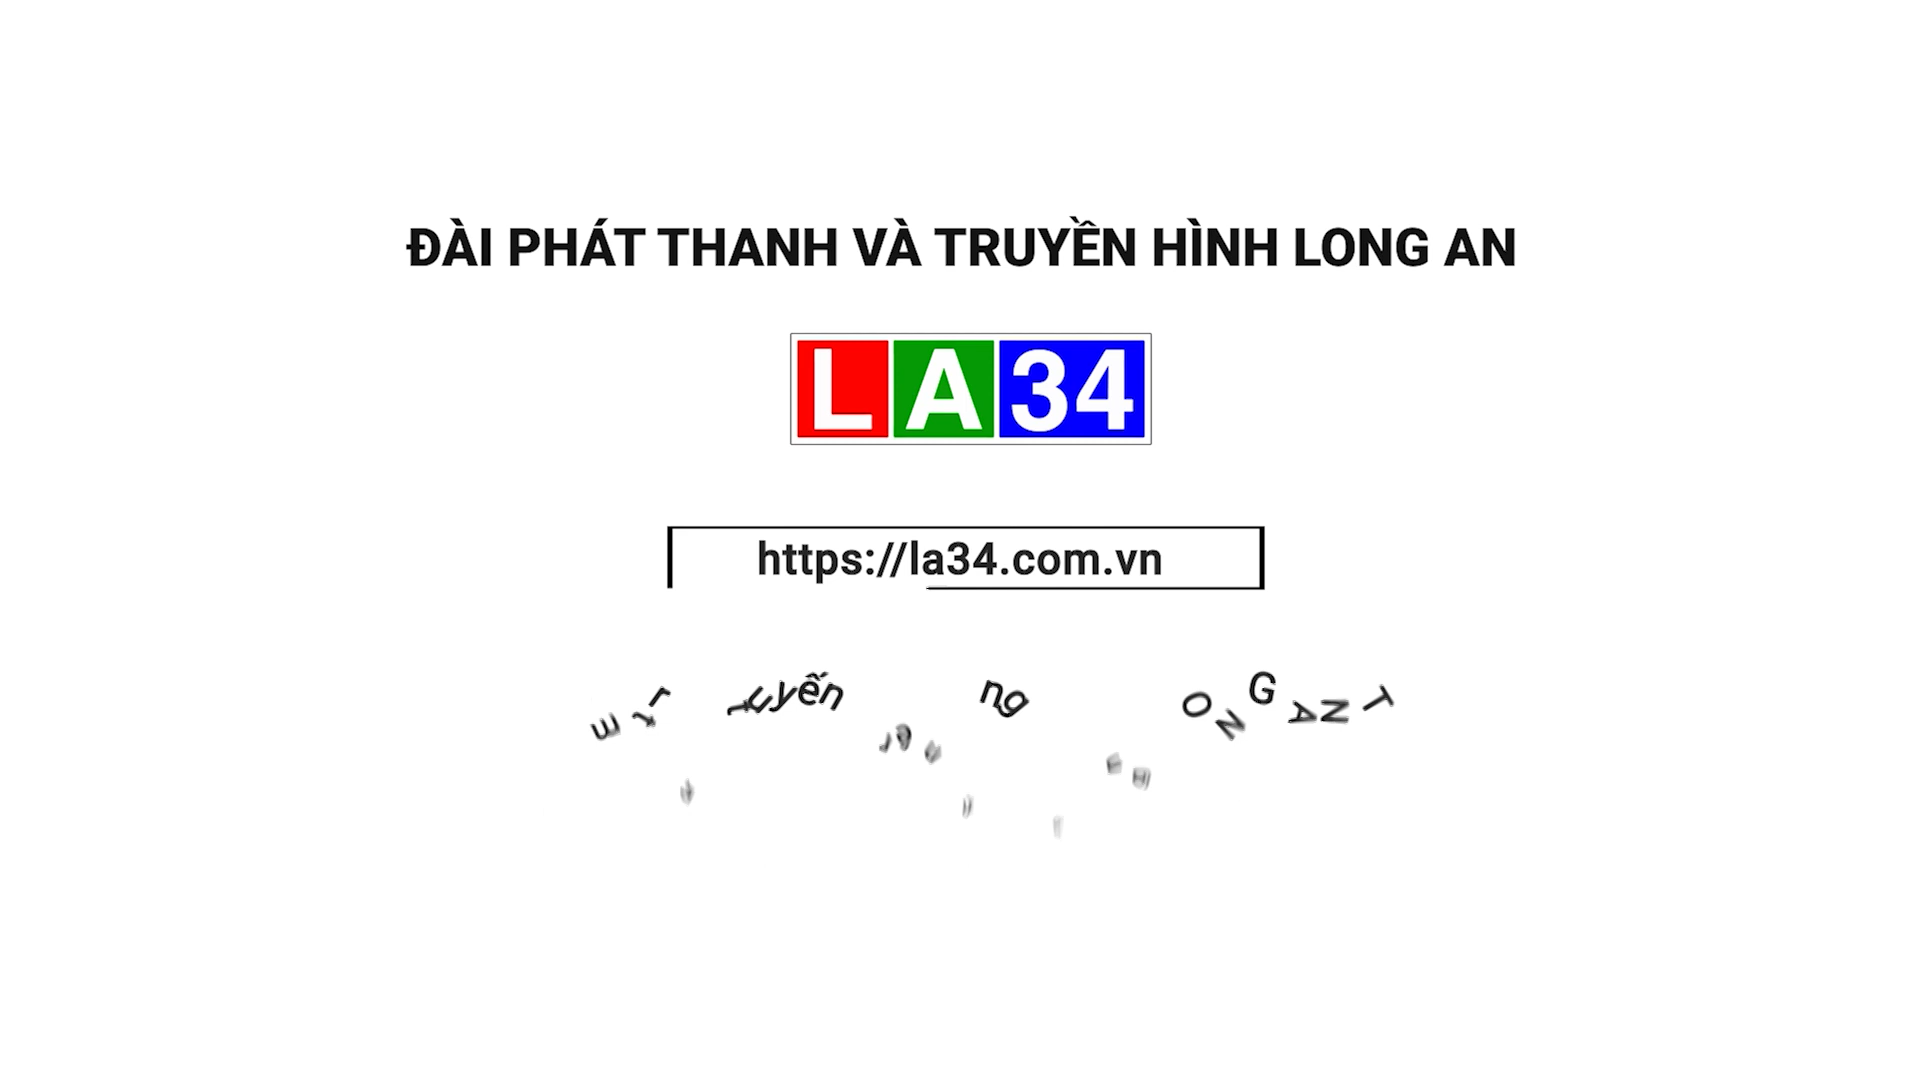 ĐÀI PHÁT THANH VÀ TRUYỀN HÌNH LONG AN
LA34
https://la34.com.vn